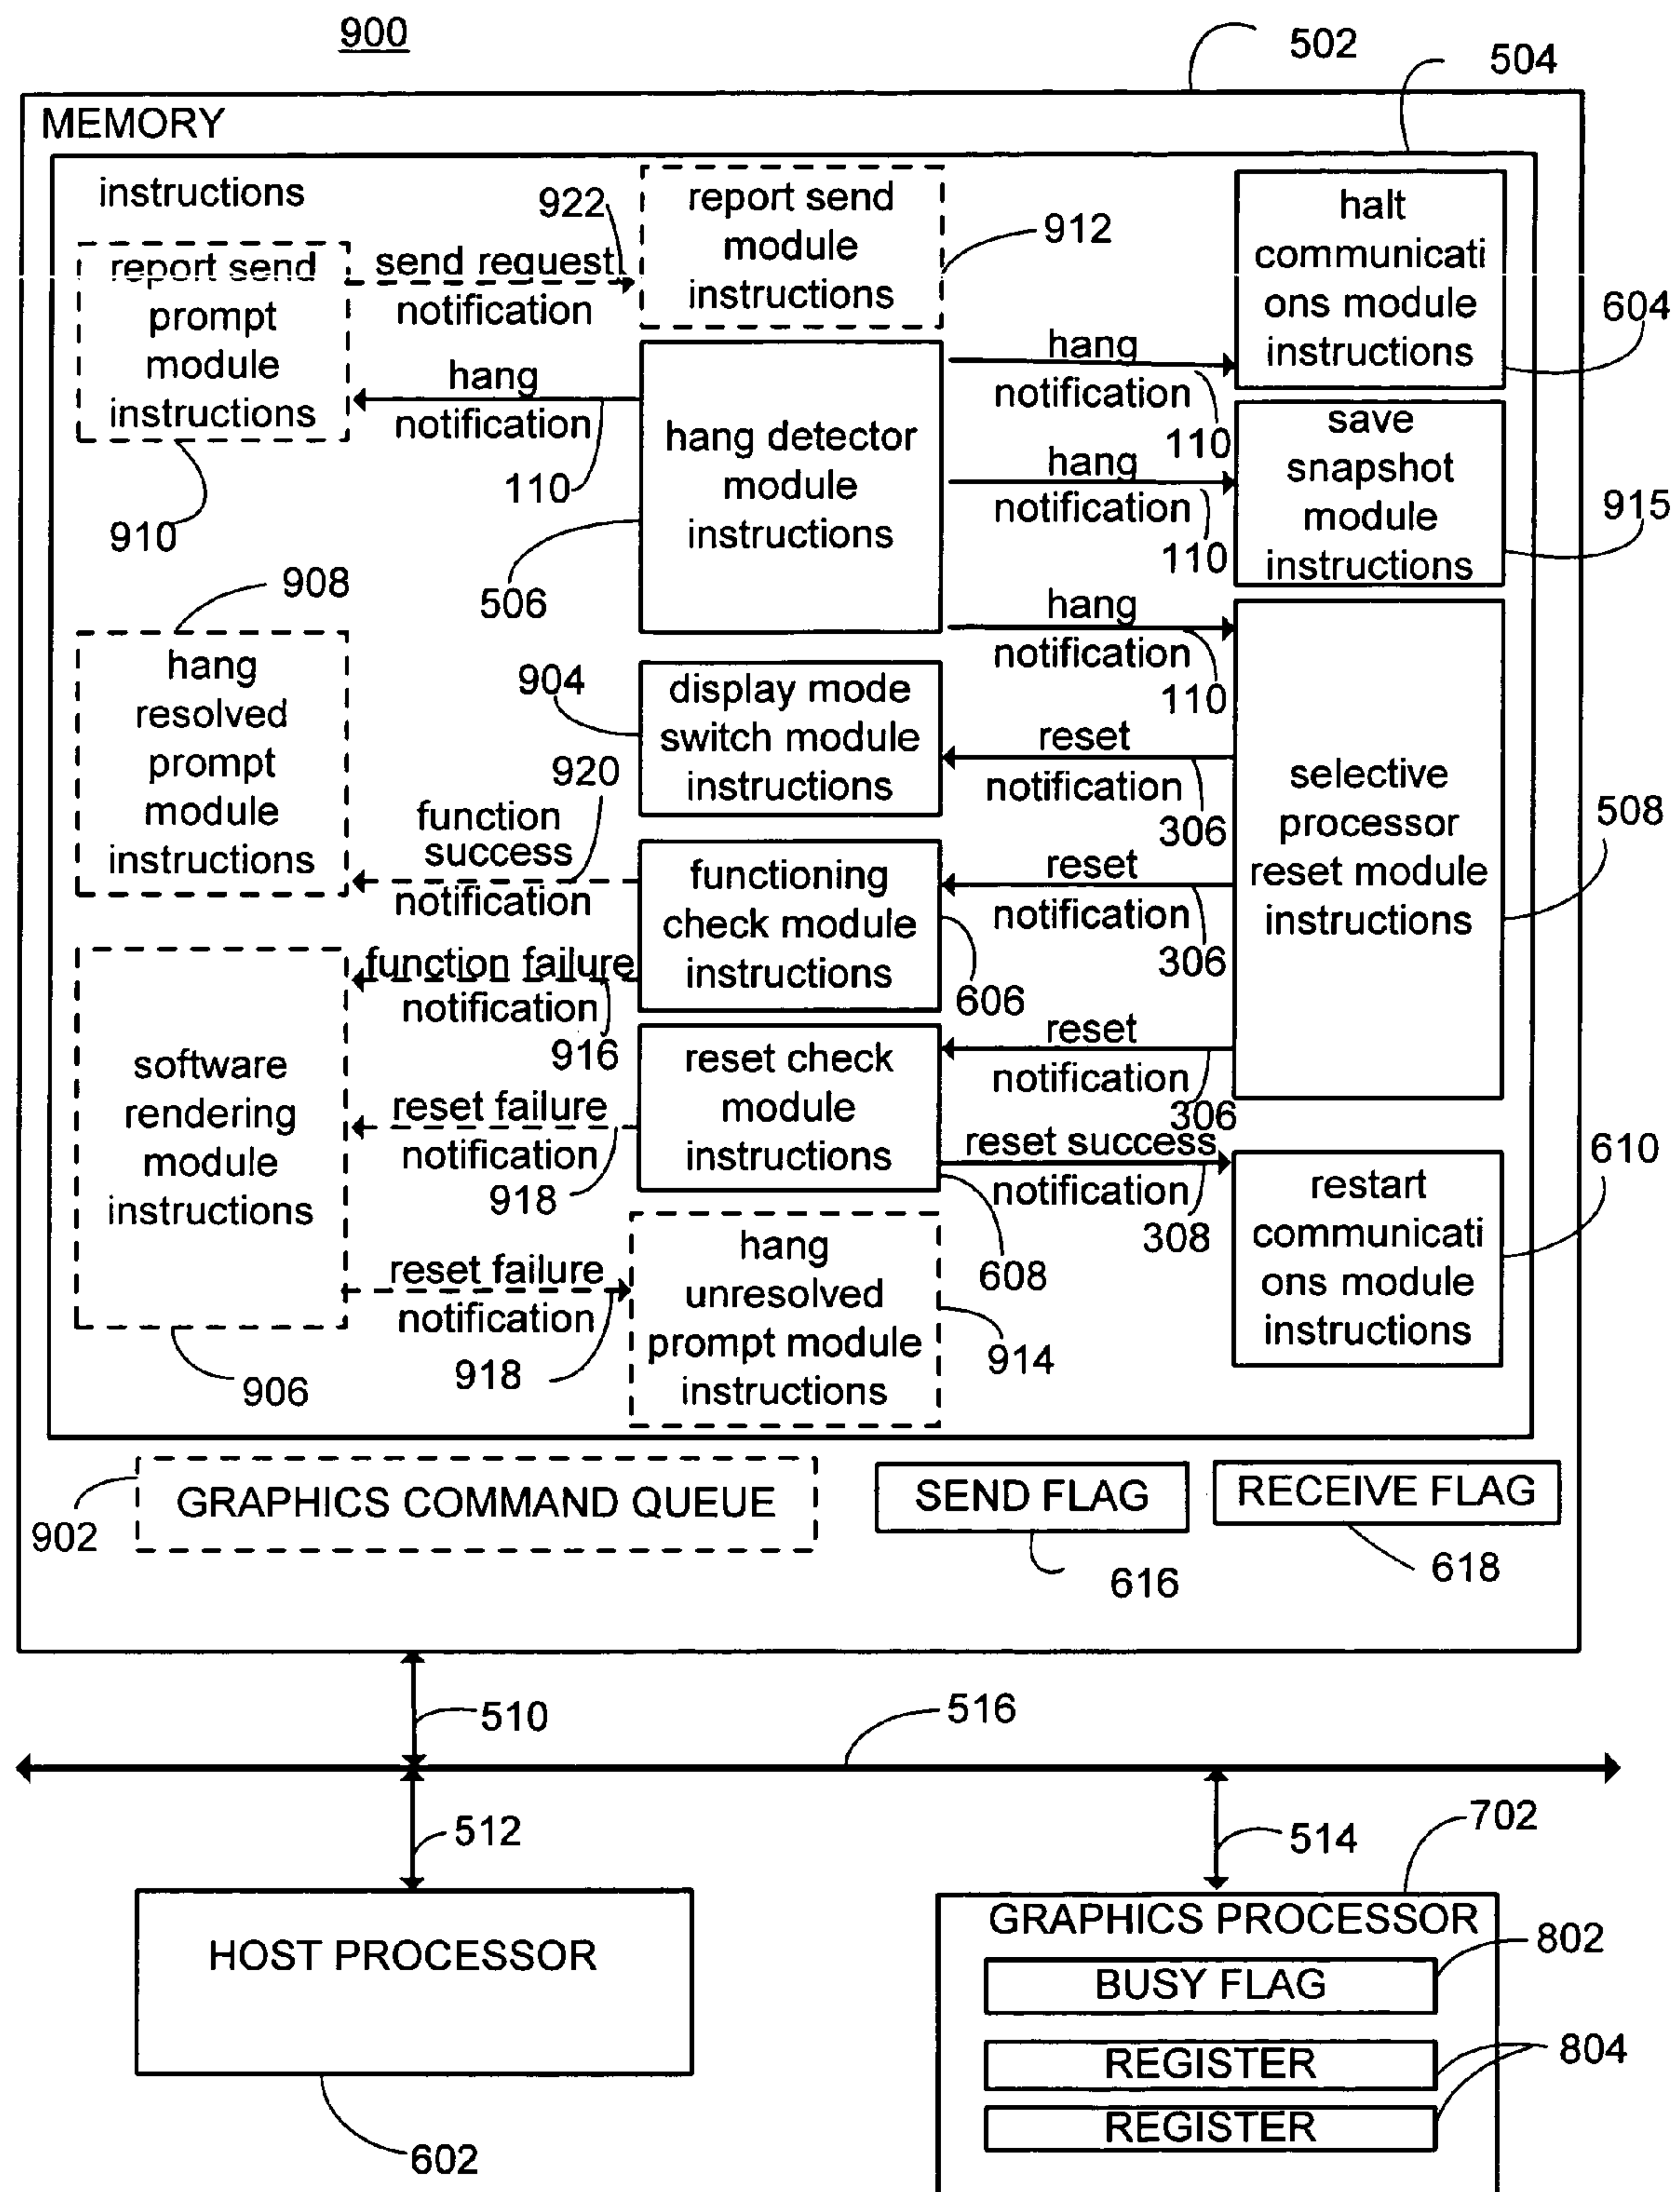 900
502
504
MEMORY
instructions
922
report send
module
instructions
912
halt
communicati
ons module
instructions
604
report send
prompt
module
instructions
910
send request
notification
hang
notification
110
hang detector
module
instructions
506
hang
notification
110
save
snapshot
module
instructions
915
hang
notification
110
908
hang
resolved
prompt
module
instructions
hang
notification
110
904
display mode
switch module
instructions
reset
notification
306
selective
processor
reset module
instructions
508
920
function
success
notification
functioning
check module
instructions
606
reset
notification
306
function failure
notification
916
software
rendering
module
instructions
906
reset check
module
instructions
608
reset
notification
306
reset failure
notification
918
reset success
notification
308
restart
communicati
ons module
instructions
610
reset failure
notification
918
hang
unresolved
prompt module
instructions
914
902
GRAPHICS COMMAND QUEUE
SEND FLAG
616
RECEIVE FLAG
618
510
516
512
514
702
HOST PROCESSOR
602
GRAPHICS PROCESSOR
BUSY FLAG
802
REGISTER
804
REGISTER